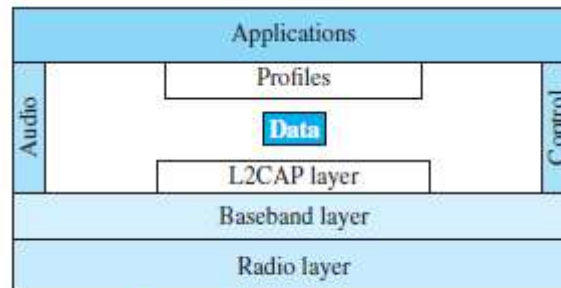 Applications
Profiles
Audio
Data
Control
L2CAP layer
Baseband layer
Radio layer